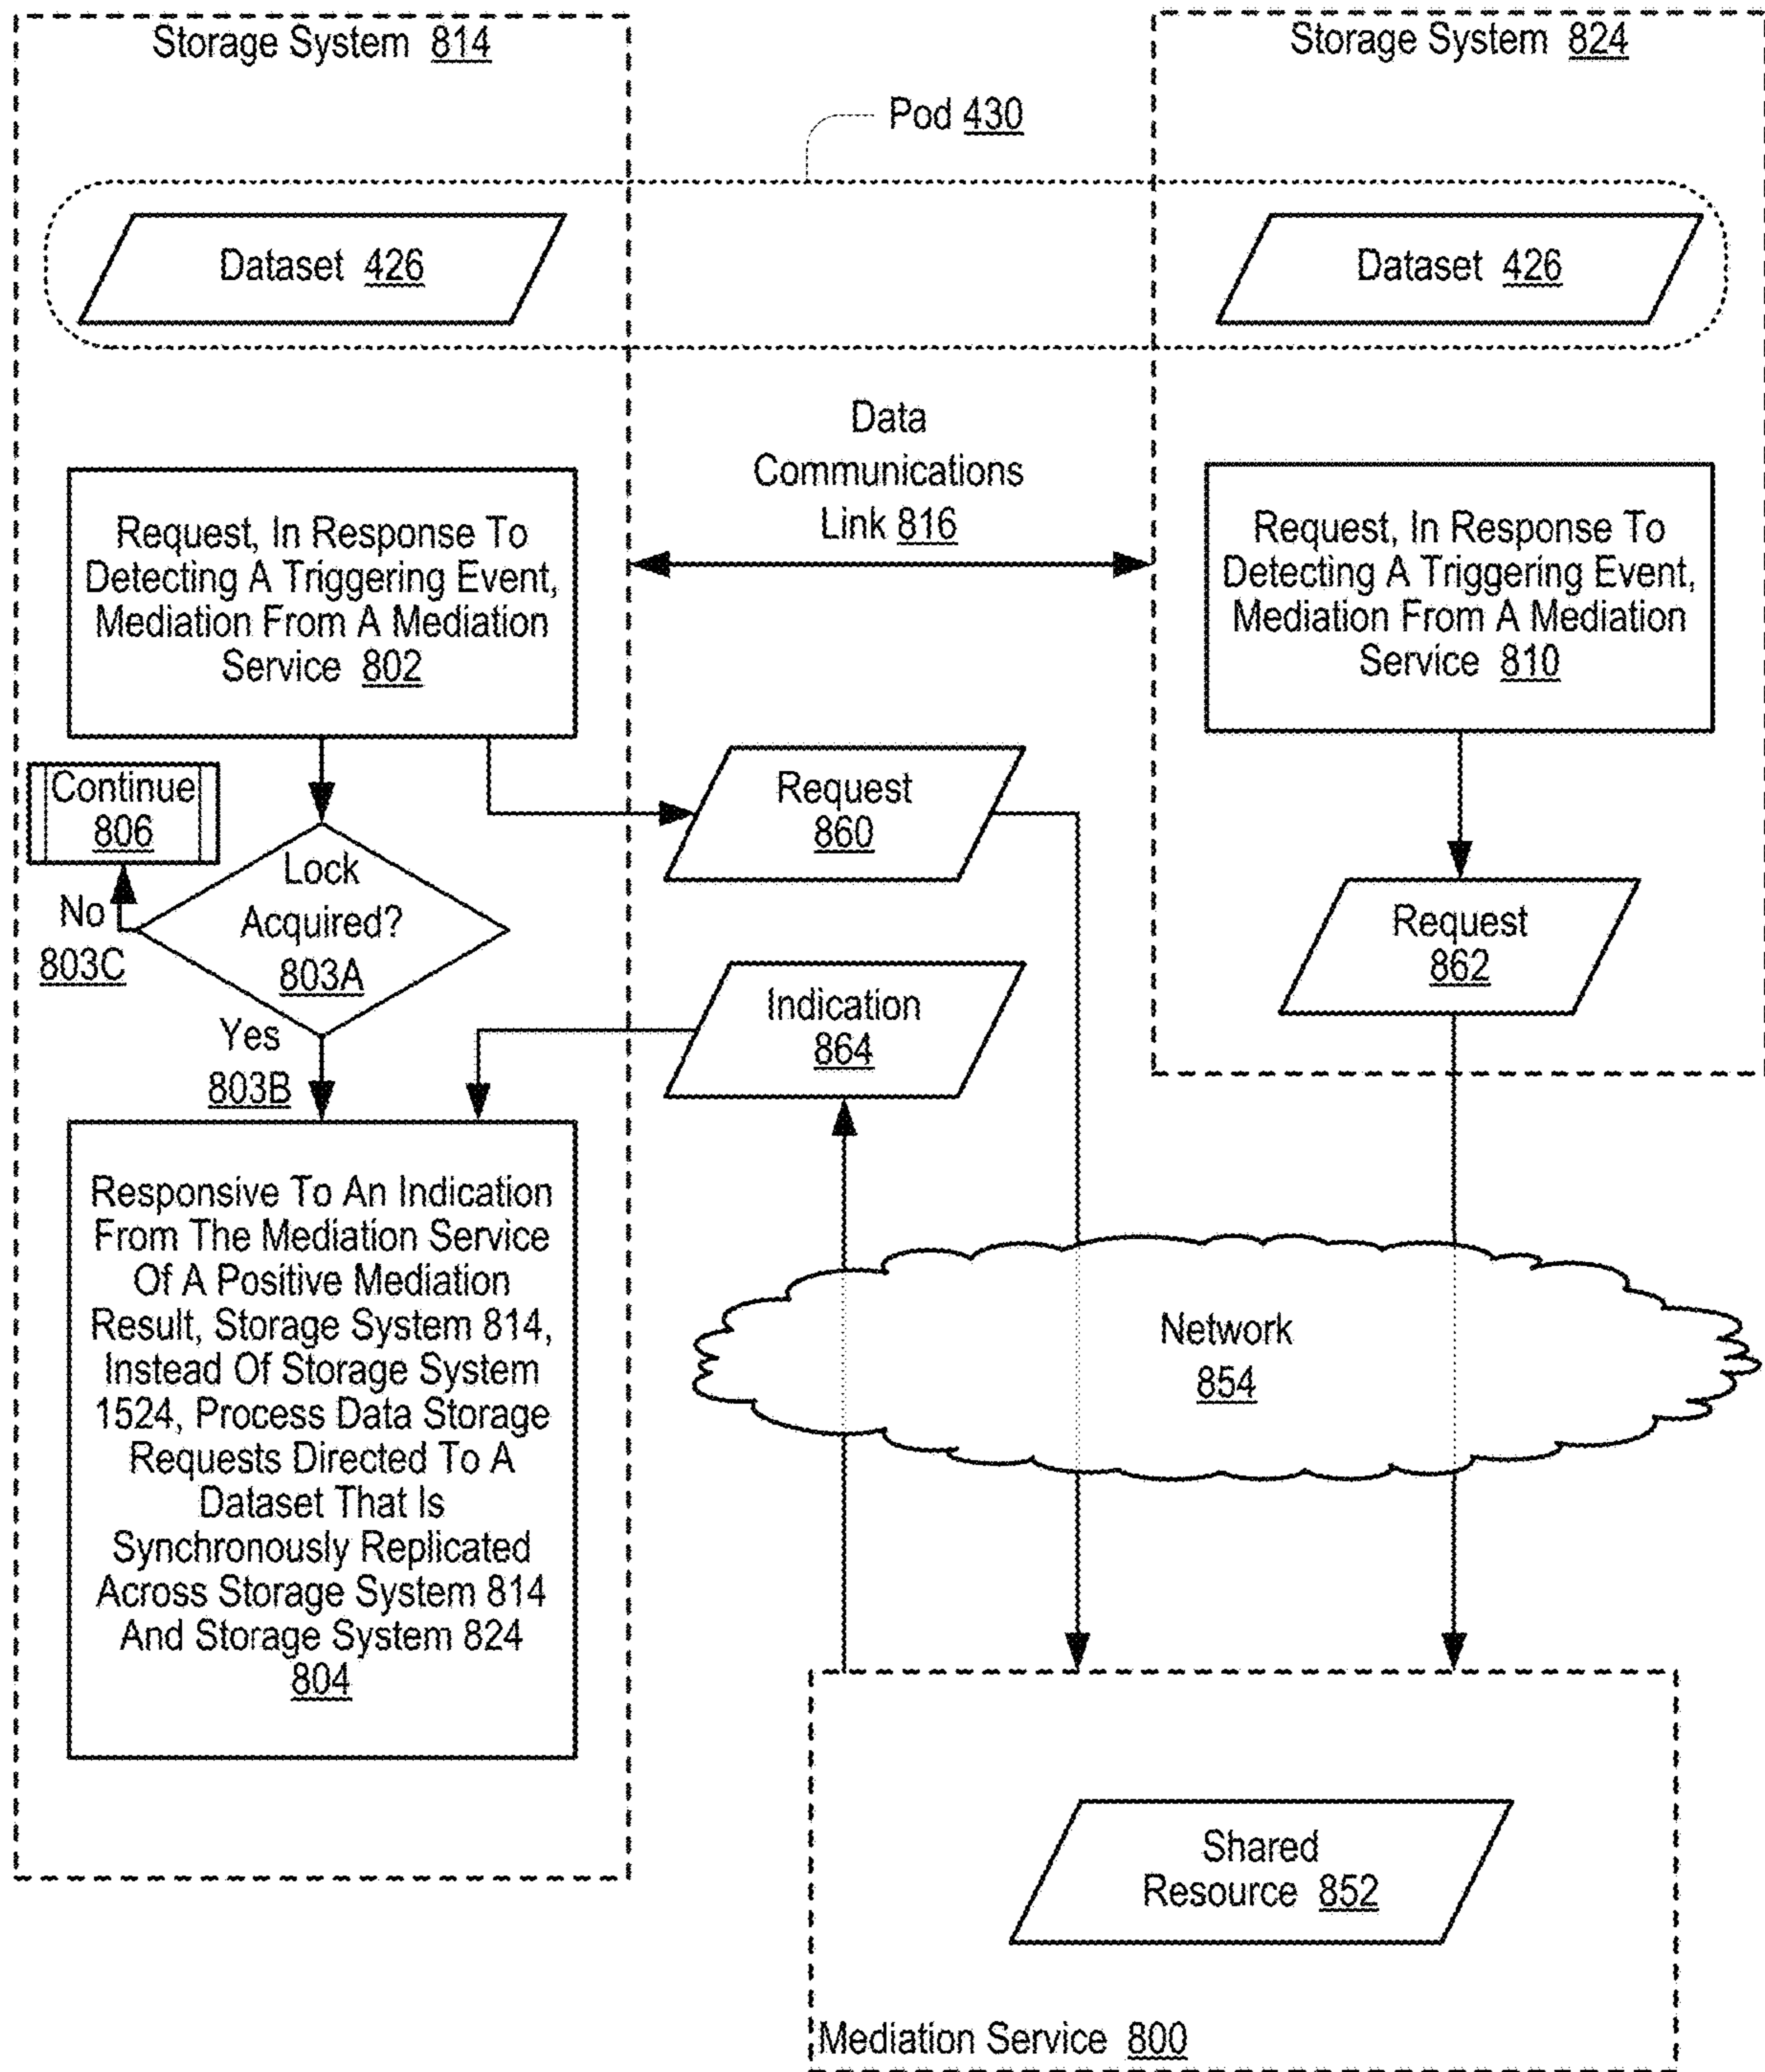 Storage System 814
Storage System 824
Pod 430
Dataset 426
Dataset 426
Data
Communications
Link 816
Request, In Response To
Detecting A Triggering Event,
Mediation From A Mediation
Service 802
Request, In Response To
Detecting A Triggering Event,
Mediation From A Mediation
Service 810
Continue
806
Request
860
Lock
Acquired?
803A
No
803C
Request
862
Indication
864
Yes
803B
Responsive To An Indication
From The Mediation Service
Of A Positive Mediation
Result, Storage System 814,
Instead Of Storage System
1524, Process Data Storage
Requests Directed To A
Dataset That Is
Synchronously Replicated
Across Storage System 814
And Storage System 824
804
Network
854
Shared
Resource 852
Mediation Service 800